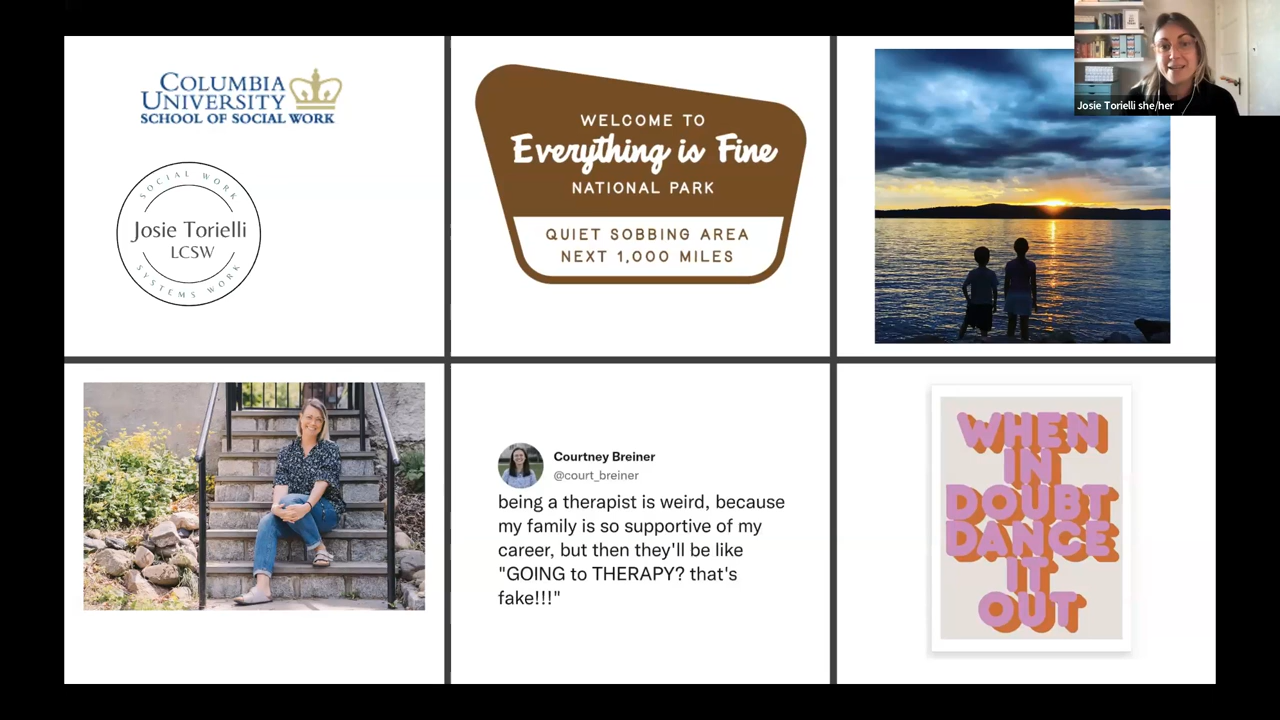 COLUMBIA
UNIVERSITY
SCHOOL OF SOCIAL WORK
SOCIAL WORK
Josie Torielli
LCSW
SYSTEMS WORK
WELCOME TO
Everything is Fine
NATIONAL PARK
QUIET SOBBING AREA
NEXT 1,000 MILES
Josie Torielli she/her
Courtney Breiner
@court_breiner
being a therapist is weird, because
my family is so supportive of my
career, but then they'll be like
"GOING to THERAPY? that's
fake!!!"
WHEN
IN
DOUBT
DANCE
IT
OUT